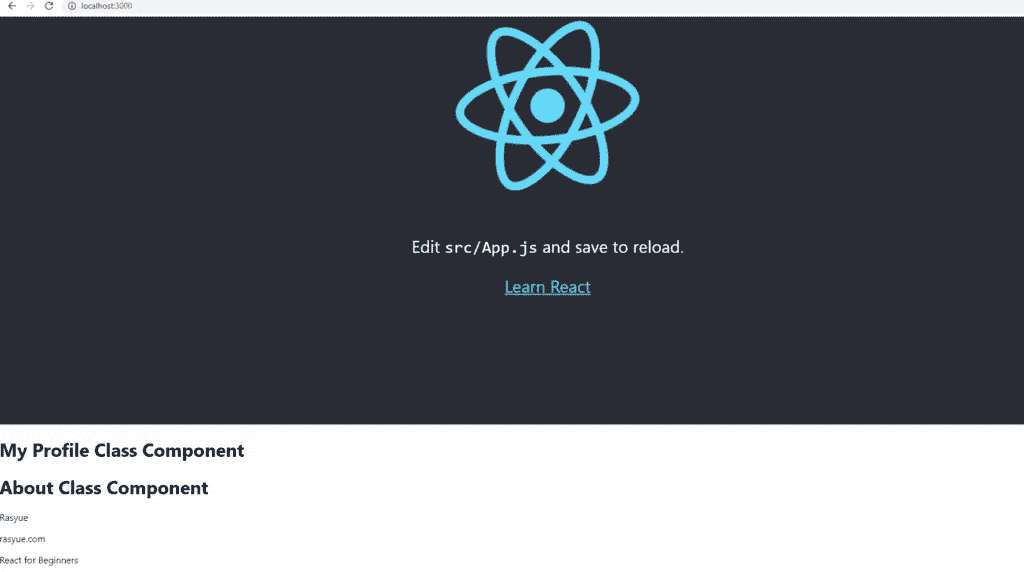 localhost:3000
Edit src/App.js and save to reload.
Learn React
My Profile Class Component
About Class Component
Rasyue
rasyue.com
React for Beginners